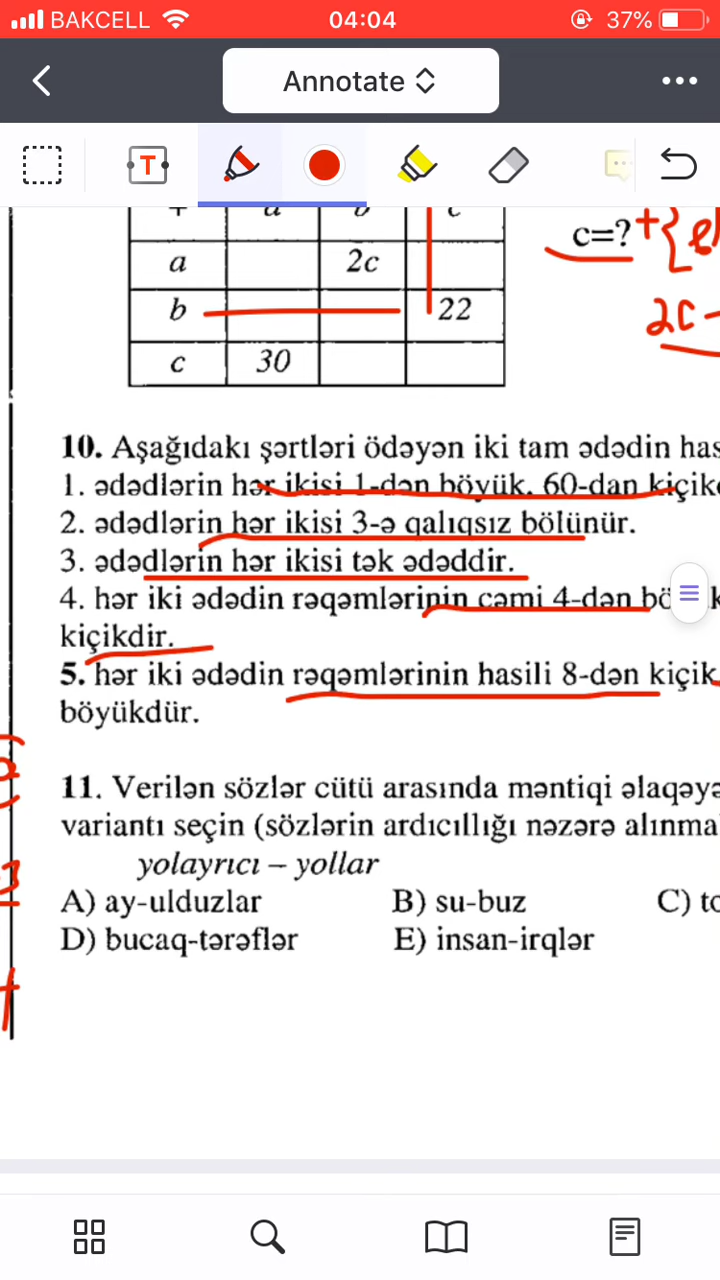 BAKCELL 04:04 37%
Annotate
T
+ a b c
a 2c
b 22
c 30
c=?
2c-
10. Aşağıdakı şərtləri ödəyən iki tam ədədin has
1. ədədlərin hər ikisi 1-dən böyük, 60-dan kiçik
2. ədədlərin hər ikisi 3-ə qalıqsız bölünür.
3. ədədlərin hər ikisi tək ədəddir.
4. hər iki ədədin rəqəmlərinin cəmi 4-dən bö k
kiçikdir.
5. hər iki ədədin rəqəmlərinin hasili 8-dən kiçik
böyükdür.
11. Verilən sözlər cütü arasında məntiqi əlaqəyə
variantı seçin (sözlərin ardıcıllığı nəzərə alınma
yolayrıcı – yollar
A) ay-ulduzlar B) su-buz C) to
D) bucaq-tərəflər E) insan-irqlər